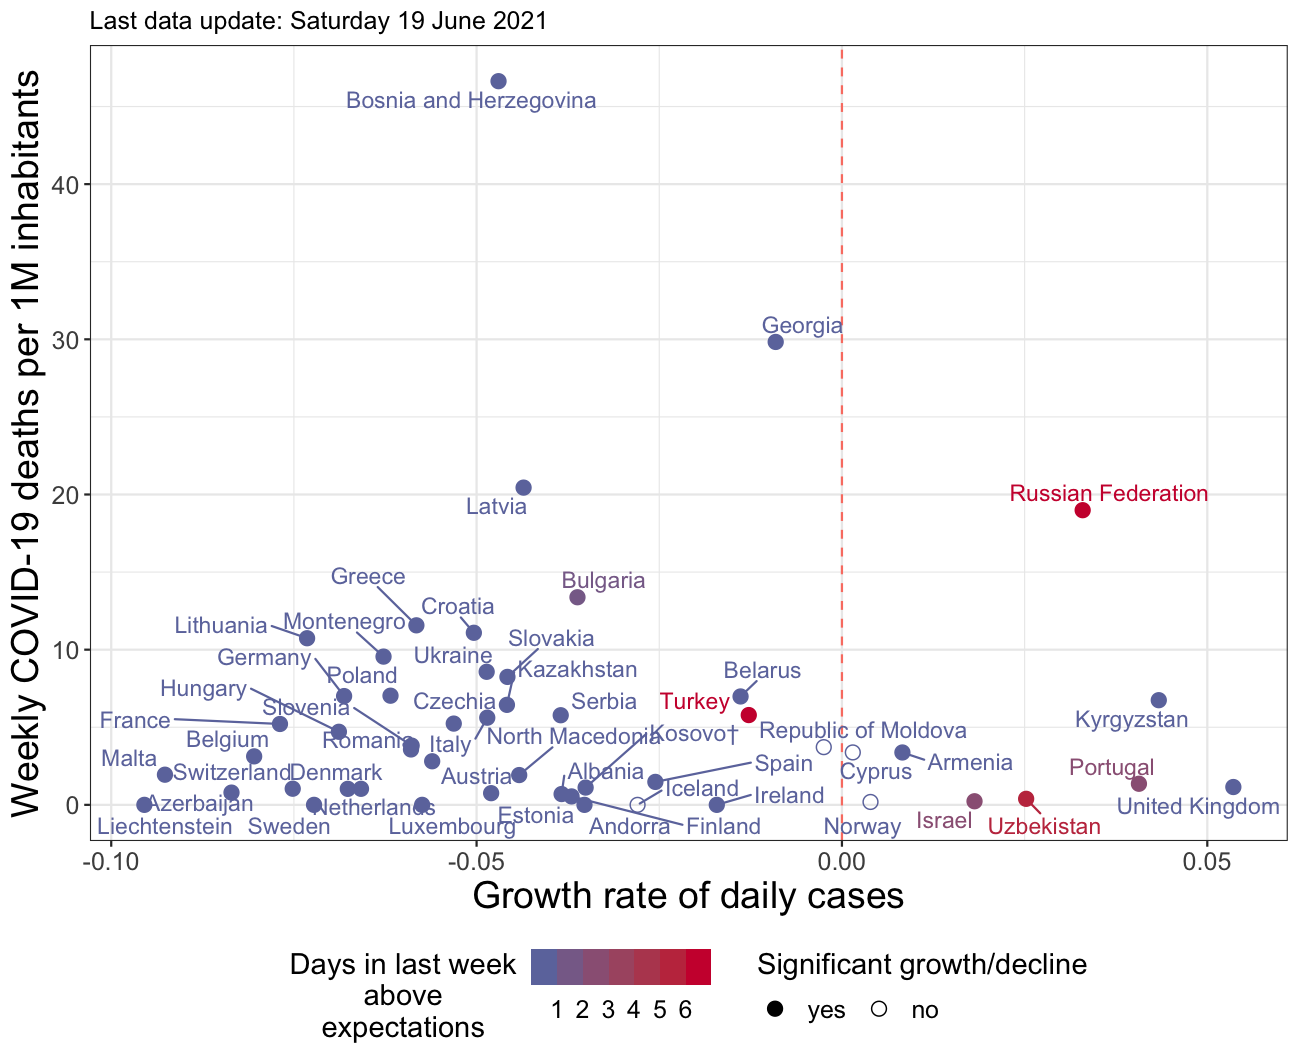 Last data update: Saturday 19 June 2021
Weekly COVID-19 deaths per 1M inhabitants
40
30
20
10
0
Bosnia and Herzegovina
Georgia
Russian Federation
Latvia
Greece
Bulgaria
Croatia
Lithuania
Montenegro
Slovakia
Germany
Ukraine
Kazakhstan
Belarus
Poland
Hungary
Slovenia
Czechia
Serbia
Turkey
France
Kyrgyzstan
Belgium
Romania
Italy
North Macedonia
Kosovo†
Republic of Moldova
Malta
Switzerland
Denmark
Austria
Albania
Spain
Cyprus
Armenia
Portugal
Azerbaijan
Netherlands
Estonia
Iceland
Ireland
United Kingdom
Liechtenstein
Sweden
Luxembourg
Andorra
Finland
Norway
Israel
Uzbekistan
-0.10
-0.05
0.00
0.05
Growth rate of daily cases
Days in last week
above
expectations
1 2 3 4 5 6
Significant growth/decline
yes
no